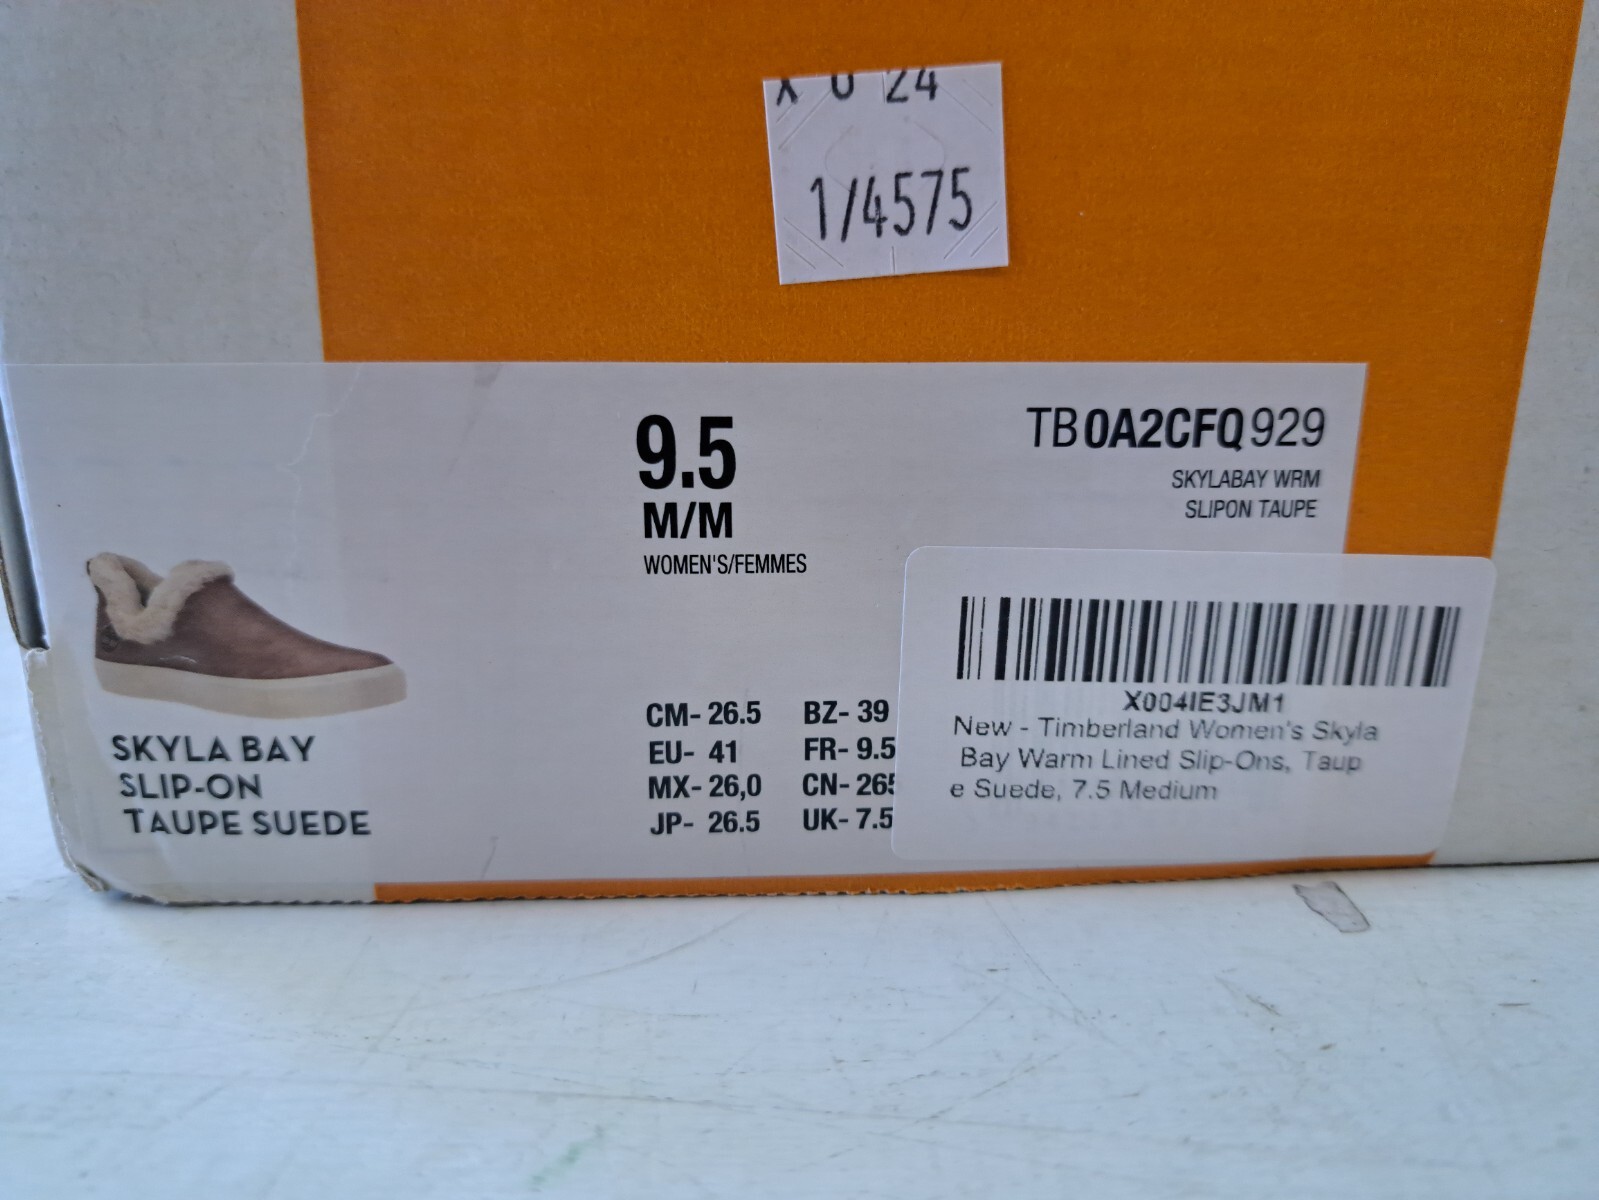 1/4575
9.5
M/M
WOMEN'S/FEMMES
TB0A2CFQ929
SKYLABAY WRM
SLIPON TAUPE
SKYLA BAY
SLIP-ON
TAUPE SUEDE
CM- 26.5 BZ- 39
EU- 41 FR- 9.5
MX- 26,0 CN- 265
JP- 26.5 UK- 7.5
X004IE3JM1
New - Timberland Women's Skyla
Bay Warm Lined Slip-Ons, Taup
e Suede, 7.5 Medium